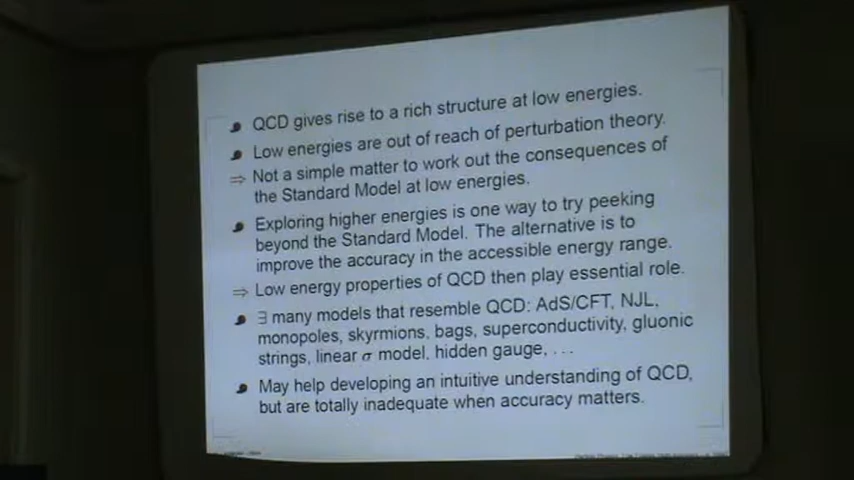 QCD gives rise to a rich structure at low energies.
Low energies are out of reach of perturbation theory.
⇒ Not a simple matter to work out the consequences of
the Standard Model at low energies.
Exploring higher energies is one way to try peeking
beyond the Standard Model. The alternative is to
improve the accuracy in the accessible energy range.
⇒ Low energy properties of QCD then play essential role.
∃ many models that resemble QCD: AdS/CFT, NJL,
monopoles, skyrmions, bags, superconductivity, gluonic
strings, linear σ model, hidden gauge, ...
May help developing an intuitive understanding of QCD,
but are totally inadequate when accuracy matters.